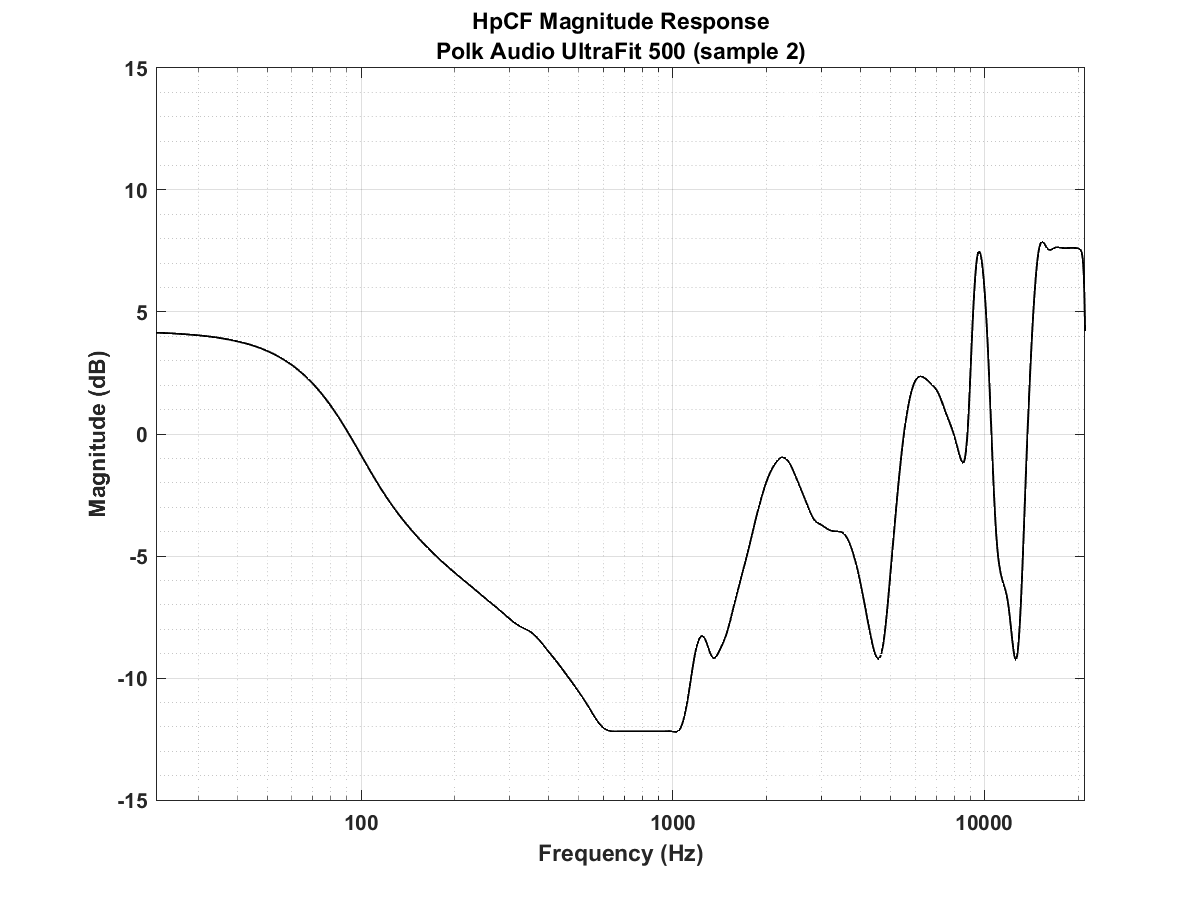 HpCF Magnitude Response
Polk Audio UltraFit 500 (sample 2)
15
10
5
0
-5
-10
-15
Magnitude (dB)
100
1000
10000
Frequency (Hz)